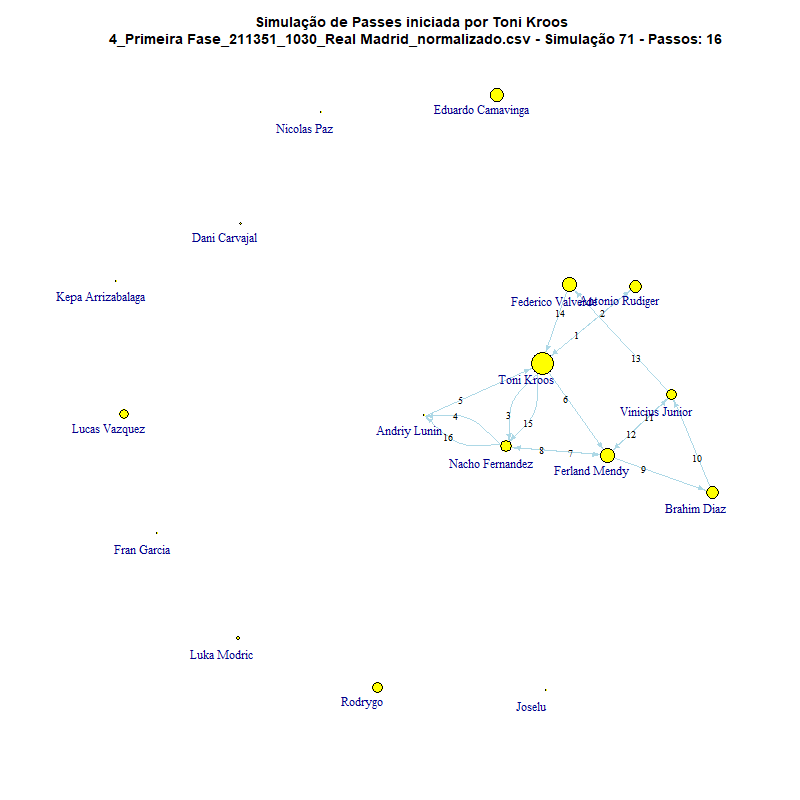 Simulação de Passes iniciada por Toni Kroos
4_Primeira Fase_211351_1030_Real Madrid_normalizado.csv - Simulação 71 - Passos: 16
Eduardo Camavinga
Nicolas Paz
Dani Carvajal
Kepa Arrizabalaga
Federico Valverde
Antonio Rudiger
14
2
1
13
Toni Kroos
5
6
Vinicius Junior
3
4
11
15
Andriy Lunin
Lucas Vazquez
16
12
8
7
10
Nacho Fernandez
Ferland Mendy
9
Brahim Diaz
Fran Garcia
Luka Modric
Rodrygo
Joselu